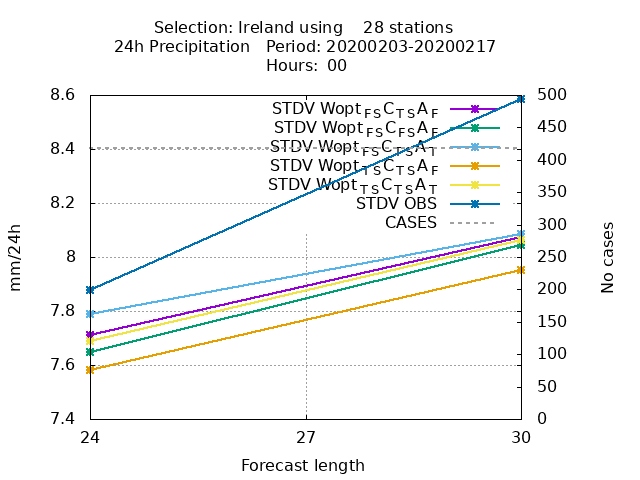 Selection: Ireland using 28 stations
24h Precipitation Period: 20200203-20200217
Hours: 00
8.6
8.4
8.2
8
7.8
7.6
7.4
mm/24h
STDV Wopt_FS C_TS A_F
STDV Wopt_FS C_FS A_F
STDV Wopt_FS C_TS A_T
STDV Wopt_TS C_TS A_F
STDV Wopt_TS C_TS A_T
STDV OBS
CASES
500
450
400
350
300
250
200
150
100
50
0
No cases
24 27 30
Forecast length